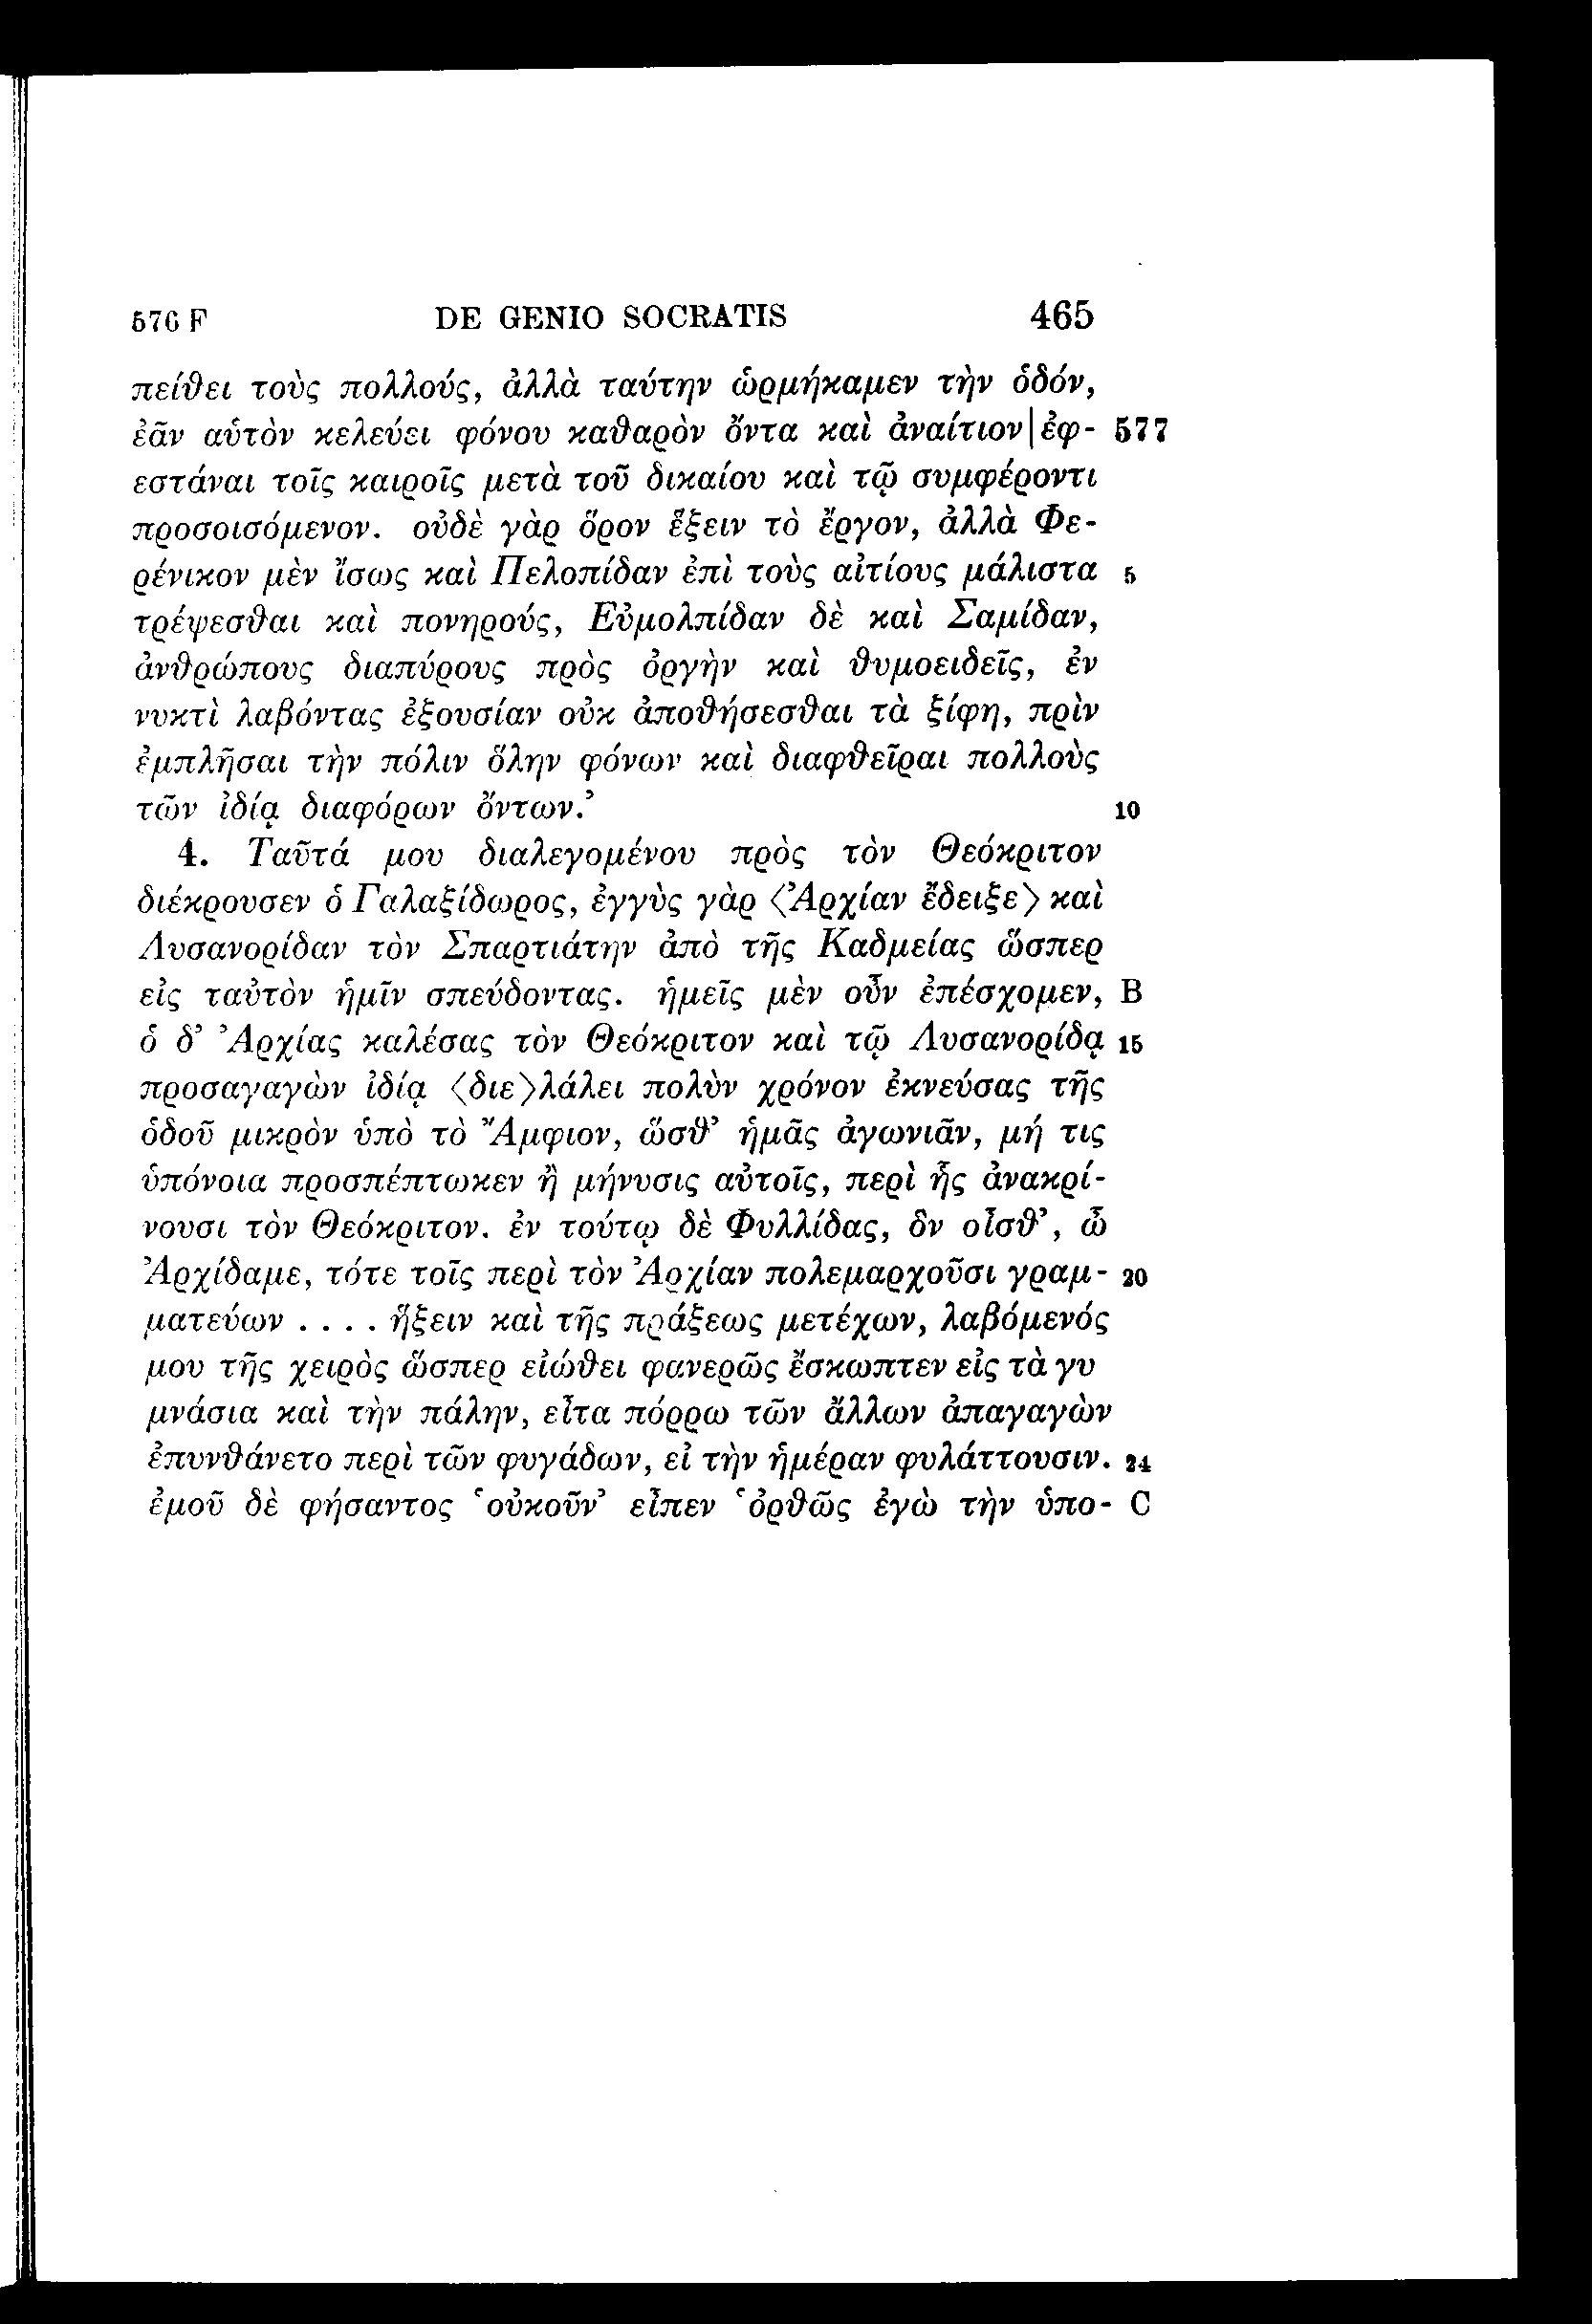 576 F DE GENIO SOCRATIS 465
πείθει τοὺς πολλούς, ἀλλὰ ταύτην ὡρμήκαμεν τὴν ὁδόν,
ἐᾶν αὐτὸν κελεύει φόνου καθαρὸν ὄντα καὶ ἀναίτιον|ἐφ- 577
εστάναι τοῖς καιροῖς μετὰ τοῦ δικαίου καὶ τῷ συμφέροντι
προσοισόμενον. οὐδὲ γὰρ ὅρον ἕξειν τὸ ἔργον, ἀλλὰ Φε-
ρένικον μὲν ἴσως καὶ Πελοπίδαν ἐπὶ τοὺς αἰτίους μάλιστα 5
τρέψεσθαι καὶ πονηρούς, Εὐμολπίδαν δὲ καὶ Σαμίδαν,
ἀνθρώπους διαπύρους πρὸς ὀργὴν καὶ θυμοειδεῖς, ἐν
νυκτὶ λαβόντας ἐξουσίαν οὐκ ἀποθήσεσθαι τὰ ξίφη, πρὶν
ἐμπλῆσαι τὴν πόλιν ὅλην φόνων καὶ διαφθεῖραι πολλοὺς
τῶν ἰδίᾳ διαφόρων ὄντων.’ 10
4. Ταῦτά μου διαλεγομένου πρὸς τὸν Θεόκριτον
διέκρουσεν ὁ Γαλαξίδωρος, ἐγγὺς γὰρ ⟨Ἀρχίαν ἔδειξε⟩ καὶ
Λυσανορίδαν τὸν Σπαρτιάτην ἀπὸ τῆς Καδμείας ὥσπερ
εἰς ταὐτὸν ἡμῖν σπεύδοντας. ἡμεῖς μὲν οὖν ἐπέσχομεν, B
ὁ δ’ Ἀρχίας καλέσας τὸν Θεόκριτον καὶ τῷ Λυσανορίδᾳ 15
προσαγαγὼν ἰδίᾳ ⟨διε⟩λάλει πολὺν χρόνον ἐκνεύσας τῆς
ὁδοῦ μικρὸν ὑπὸ τὸ Ἄμφιον, ὥσθ’ ἡμᾶς ἀγωνιᾶν, μή τις
ὑπόνοια προσπέπτωκεν ἢ μήνυσις αὐτοῖς, περὶ ἧς ἀνακρί-
νουσι τὸν Θεόκριτον. ἐν τούτῳ δὲ Φυλλίδας, ὃν οἶσθ’, ὦ
Ἀρχίδαμε, τότε τοῖς περὶ τὸν Ἀρχίαν πολεμαρχοῦσι γραμ- 20
ματεύων . . . . ἥξειν καὶ τῆς πράξεως μετέχων, λαβόμενός
μου τῆς χειρὸς ὥσπερ εἰώθει φανερῶς ἔσκωπτεν εἰς τὰ γυ
μνάσια καὶ τὴν πάλην, εἶτα πόρρω τῶν ἄλλων ἀπαγαγὼν
ἐπυνθάνετο περὶ τῶν φυγάδων, εἰ τὴν ἡμέραν φυλάττουσιν. 24
ἐμοῦ δὲ φήσαντος ‘οὐκοῦν’ εἶπεν ‘ὀρθῶς ἐγὼ τὴν ὑπο- C